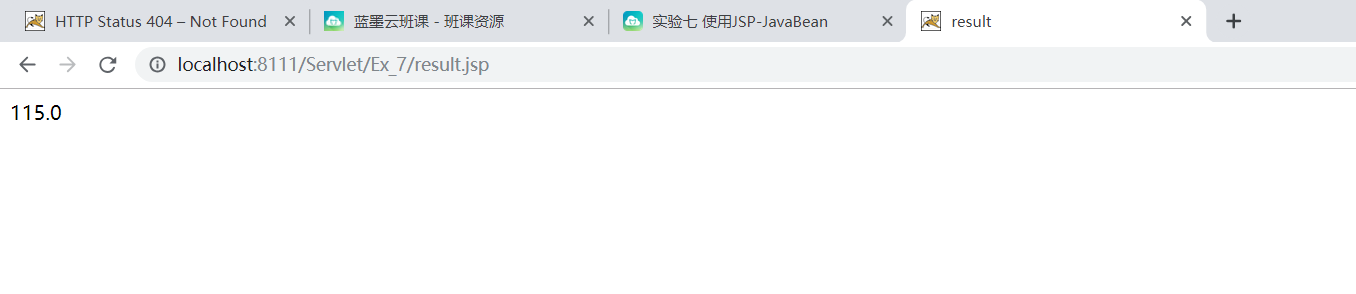 HTTP Status 404 – Not Found
蓝墨云班课 - 班课资源
实验七 使用JSP-JavaBean
result
localhost:8111/Servlet/Ex_7/result.jsp
115.0